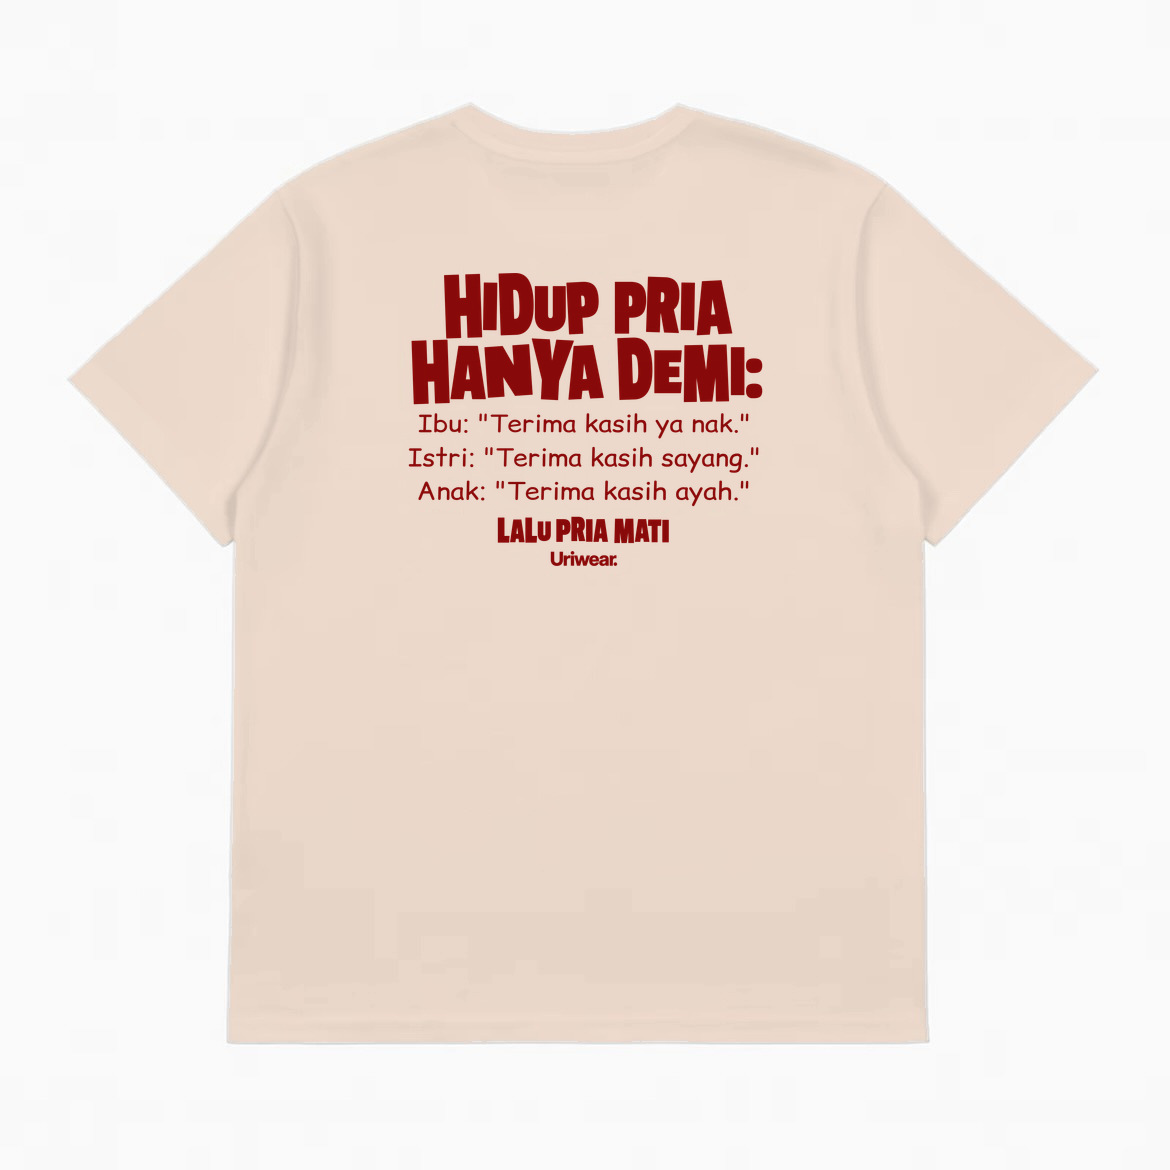 HIDUP PRIA
HANYA DEMI:
Ibu: "Terima kasih ya nak."
Istri: "Terima kasih sayang."
Anak: "Terima kasih ayah."
LALU PRIA MATI
Uriwear.